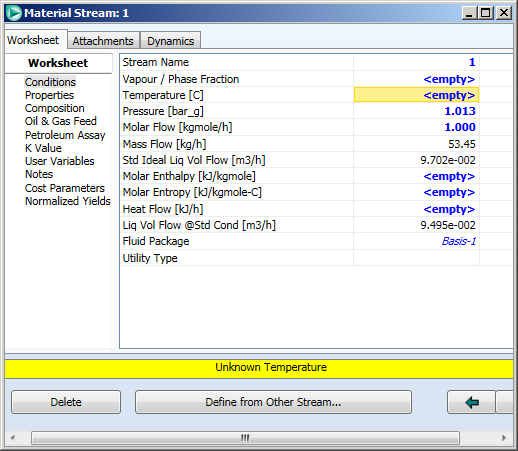 Material Stream: 1
Worksheet Attachments Dynamics
Worksheet
Conditions
Properties
Composition
Oil & Gas Feed
Petroleum Assay
K Value
User Variables
Notes
Cost Parameters
Normalized Yields
Stream Name 1
Vapour / Phase Fraction <empty>
Temperature [C] <empty>
Pressure [bar_g] 1.013
Molar Flow [kgmole/h] 1.000
Mass Flow [kg/h] 53.45
Std Ideal Liq Vol Flow [m3/h] 9.702e-002
Molar Enthalpy [kJ/kgmole] <empty>
Molar Entropy [kJ/kgmole-C] <empty>
Heat Flow [kJ/h] <empty>
Liq Vol Flow @Std Cond [m3/h] 9.495e-002
Fluid Package Basis-1
Utility Type
Unknown Temperature
Delete Define from Other Stream...